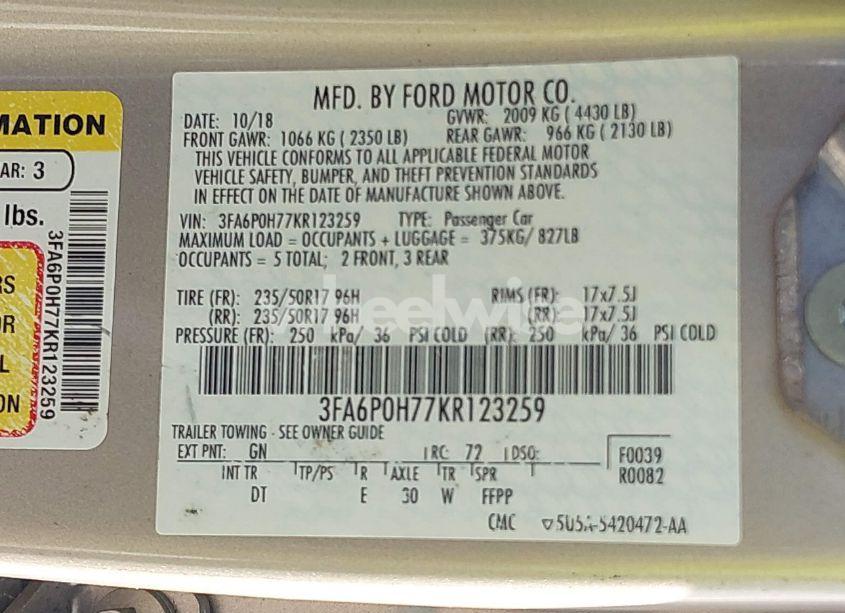 MATION
AR: 3
lbs.
3FA6P0H77KR123259
RS
OR
L
ON
MFD. BY FORD MOTOR CO.
DATE: 10/18 GVWR: 2009 KG ( 4430 LB)
FRONT GAWR: 1066 KG ( 2350 LB) REAR GAWR: 966 KG ( 2130 LB)
THIS VEHICLE CONFORMS TO ALL APPLICABLE FEDERAL MOTOR
VEHICLE SAFETY, BUMPER, AND THEFT PREVENTION STANDARDS
IN EFFECT ON THE DATE OF MANUFACTURE SHOWN ABOVE.
VIN: 3FA6P0H77KR123259 TYPE: Passenger Car
MAXIMUM LOAD = OCCUPANTS + LUGGAGE = 375KG/ 827LB
OCCUPANTS = 5 TOTAL; 2 FRONT, 3 REAR
TIRE (FR): 235/50R17 96H RIMS (FR): 17x7.5J
(RR): 235/50R17 96H (RR): 17x7.5J
PRESSURE (FR): 250 kPa/ 36 PSI COLD (RR): 250 kPa/ 36 PSI COLD
3FA6P0H77KR123259
TRAILER TOWING - SEE OWNER GUIDE
EXT PNT: GN RC: 72 DSO: F0039
INT TR TP/PS R AXLE TR SPR R0082
DT E 30 W FFPP
CMC 5U5A-5420472-AA